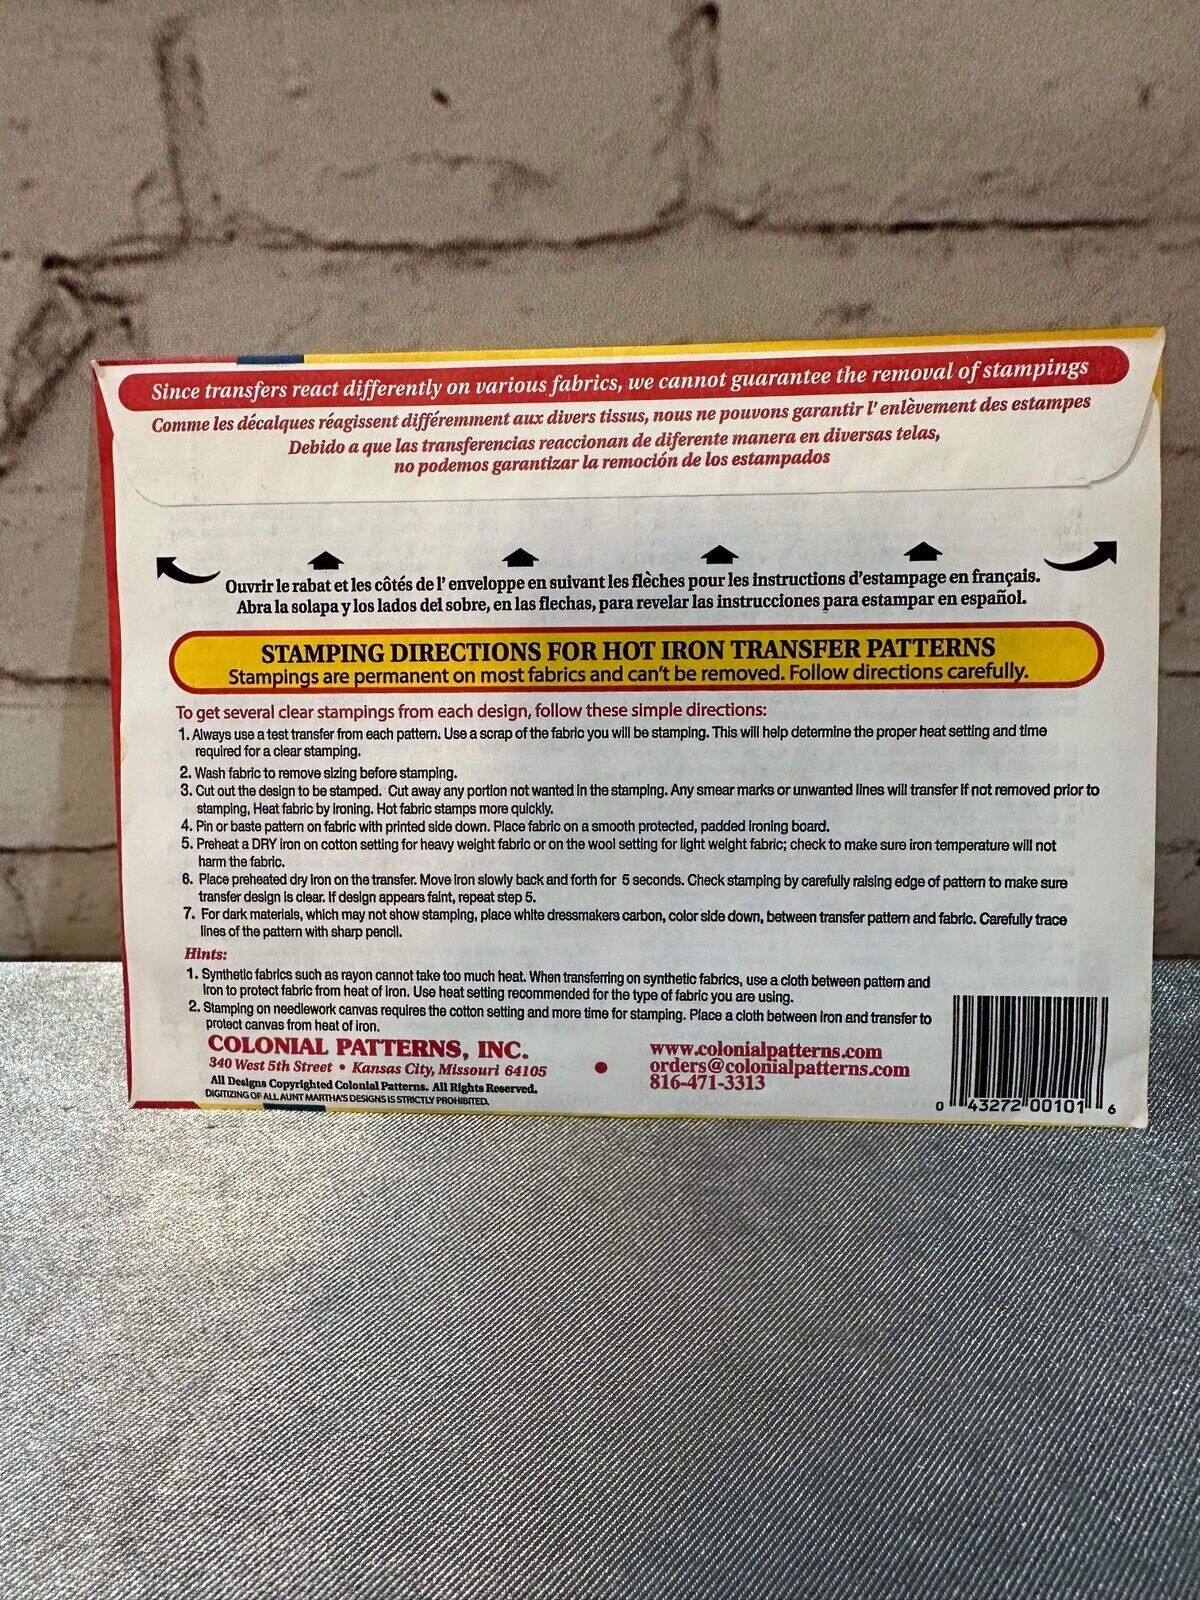 Since transfers react differently on various fabrics, we cannot guarantee the removal of stampings
Comme les décalques réagissent différemment aux divers tissus, nous ne pouvons garantir l' enlèvement des estampes
Debido a que las transferencias reaccionan de diferente manera en diversas telas,
no podemos garantizar la remoción de los estampados
Ouvrir le rabat et les côtés de l' enveloppe en suivant les flèches pour les instructions d'estampage en français.
Abra la solapa y los lados del sobre, en las flechas, para revelar las instrucciones para estampar en español.
STAMPING DIRECTIONS FOR HOT IRON TRANSFER PATTERNS
Stampings are permanent on most fabrics and can't be removed. Follow directions carefully.
To get several clear stampings from each design, follow these simple directions:
1. Always use a test transfer from each pattern. Use a scrap of the fabric you will be stamping. This will help determine the proper heat setting and time
required for a clear stamping.
2. Wash fabric to remove sizing before stamping.
3. Cut out the design to be stamped. Cut away any portion not wanted in the stamping. Any smear marks or unwanted lines will transfer if not removed prior to
stamping, Heat fabric by ironing. Hot fabric stamps more quickly.
4. Pin or baste pattern on fabric with printed side down. Place fabric on a smooth protected, padded ironing board.
5. Preheat a DRY iron on cotton setting for heavy weight fabric or on the wool setting for light weight fabric; check to make sure iron temperature will not
harm the fabric.
6. Place preheated dry iron on the transfer. Move iron slowly back and forth for 5 seconds. Check stamping by carefully raising edge of pattern to make sure
transfer design is clear. If design appears faint, repeat step 5.
7. For dark materials, which may not show stamping, place white dressmakers carbon, color side down, between transfer pattern and fabric. Carefully trace
lines of the pattern with sharp pencil.
Hints:
1. Synthetic fabrics such as rayon cannot take too much heat. When transferring on synthetic fabrics, use a cloth between pattern and
iron to protect fabric from heat of iron. Use heat setting recommended for the type of fabric you are using.
2. Stamping on needlework canvas requires the cotton setting and more time for stamping. Place a cloth between iron and transfer to
protect canvas from heat of iron.
COLONIAL PATTERNS, INC.
340 West 5th Street • Kansas City, Missouri 64105
All Designs Copyrighted Colonial Patterns. All Rights Reserved.
DIGITIZING OF ALL AUNT MARTHA'S DESIGNS IS STRICTLY PROHIBITED.
• www.colonialpatterns.com
orders@colonialpatterns.com
816-471-3313
0 43272 00101 6